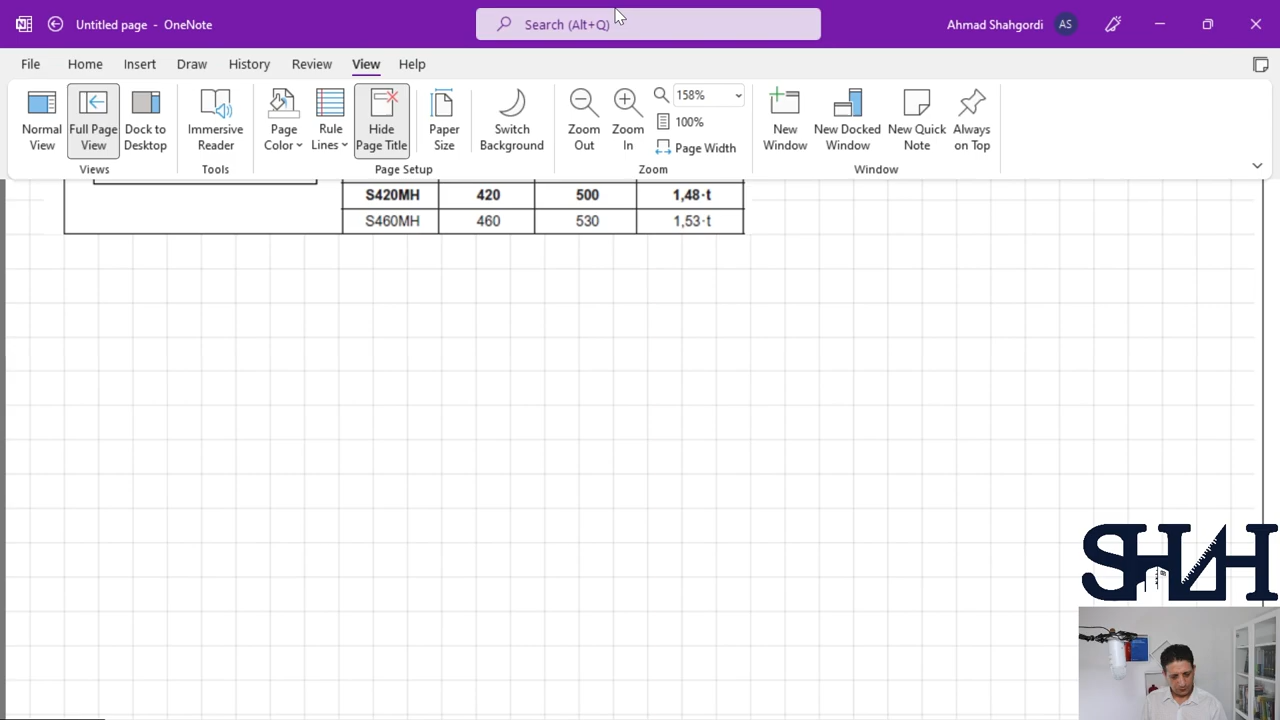 Untitled page - OneNote
Search (Alt+Q)
Ahmad Shahgordi
AS
File
Home
Insert
Draw
History
Review
View
Help
Normal
View
Full Page
View
Dock to
Desktop
Views
Immersive
Reader
Tools
Page
Color
Rule
Lines
Hide
Page Title
Paper
Size
Page Setup
Switch
Background
Zoom
Out
Zoom
In
158%
100%
Page Width
Zoom
New
Window
New Docked
Window
New Quick
Note
Always
on Top
Window
S420MH 420 500 1,48·t
S460MH 460 530 1,53·t
SHAH